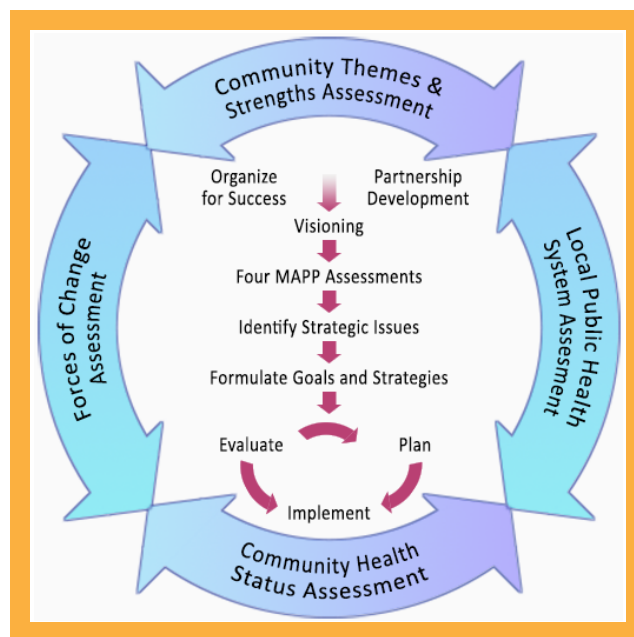 Community Themes &
Strengths Assessment
Organize
for Success
Partnership
Development
Visioning
Four MAPP Assessments
Identify Strategic Issues
Formulate Goals and Strategies
Evaluate
Plan
Implement
Forces of Change
Assessment
Local Public Health
System Assesment
Community Health
Status Assessment